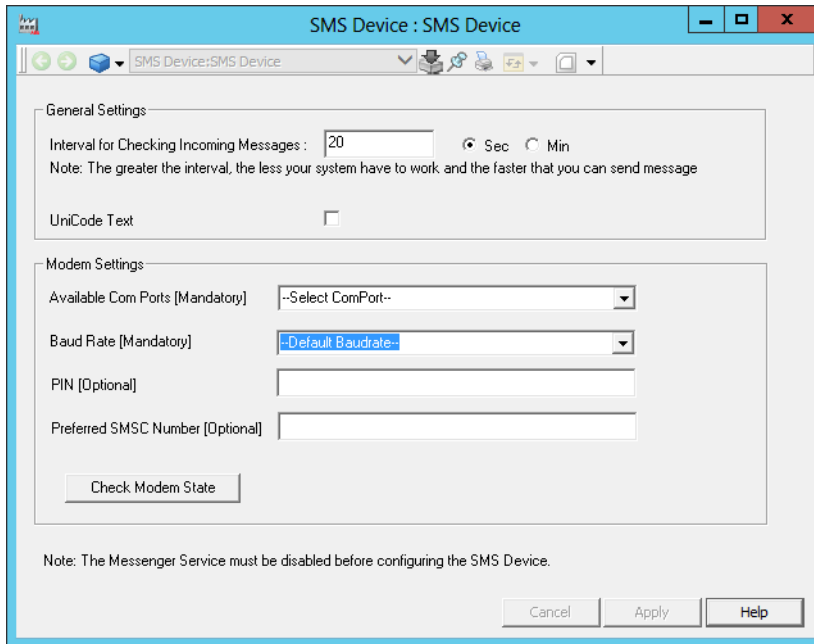 SMS Device : SMS Device
SMS Device:SMS Device
General Settings
Interval for Checking Incoming Messages : 20 Sec Min
Note: The greater the interval, the less your system have to work and the faster that you can send message
UniCode Text
Modem Settings
Available Com Ports [Mandatory] --Select ComPort--
Baud Rate [Mandatory] --Default Baudrate--
PIN [Optional]
Preferred SMSC Number [Optional]
Check Modem State
Note: The Messenger Service must be disabled before configuring the SMS Device.
Cancel Apply Help